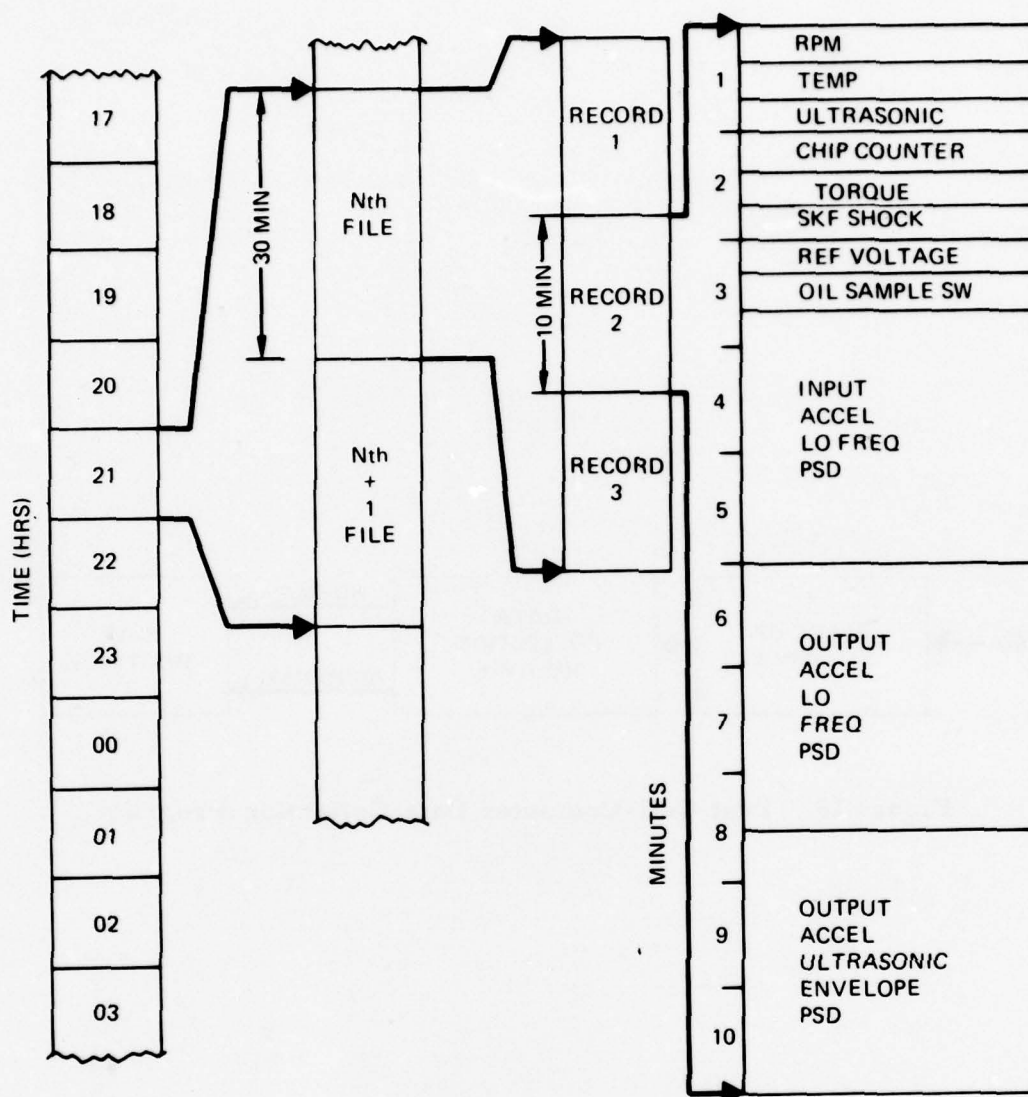 TIME (HRS)
17
18
19
20
21
22
23
00
01
02
03
30 MIN
Nth
FILE
Nth
+
1
FILE
RECORD
1
10 MIN
RECORD
2
RECORD
3
MINUTES
1
2
3
4
5
6
7
8
9
10
RPM
TEMP
ULTRASONIC
CHIP COUNTER
TORQUE
SKF SHOCK
REF VOLTAGE
OIL SAMPLE SW
INPUT
ACCEL
LO FREQ
PSD
OUTPUT
ACCEL
LO
FREQ
PSD
OUTPUT
ACCEL
ULTRASONIC
ENVELOPE
PSD